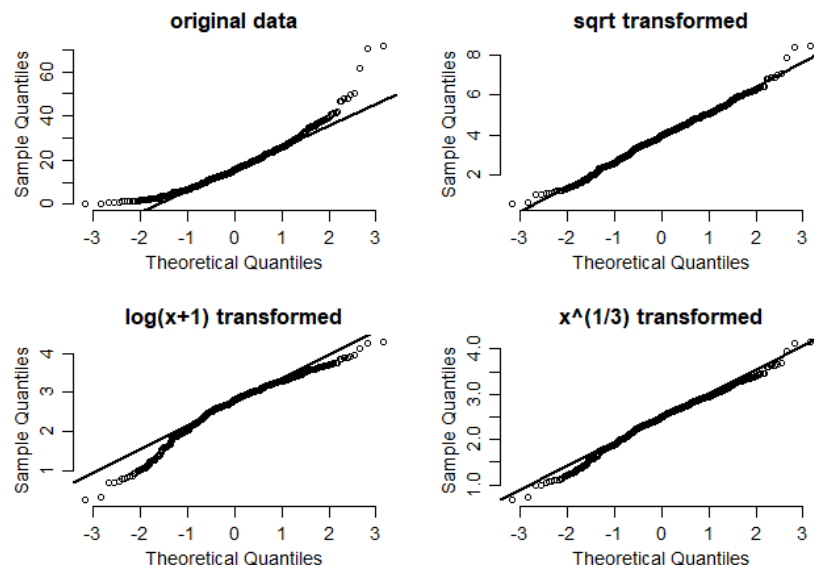 original data
Sample Quantiles
0 20 40 60
-3 -2 -1 0 1 2 3
Theoretical Quantiles
sqrt transformed
Sample Quantiles
2 4 6 8
-3 -2 -1 0 1 2 3
Theoretical Quantiles
log(x+1) transformed
Sample Quantiles
1 2 3 4
-3 -2 -1 0 1 2 3
Theoretical Quantiles
x^(1/3) transformed
Sample Quantiles
1.0 2.0 3.0 4.0
-3 -2 -1 0 1 2 3
Theoretical Quantiles